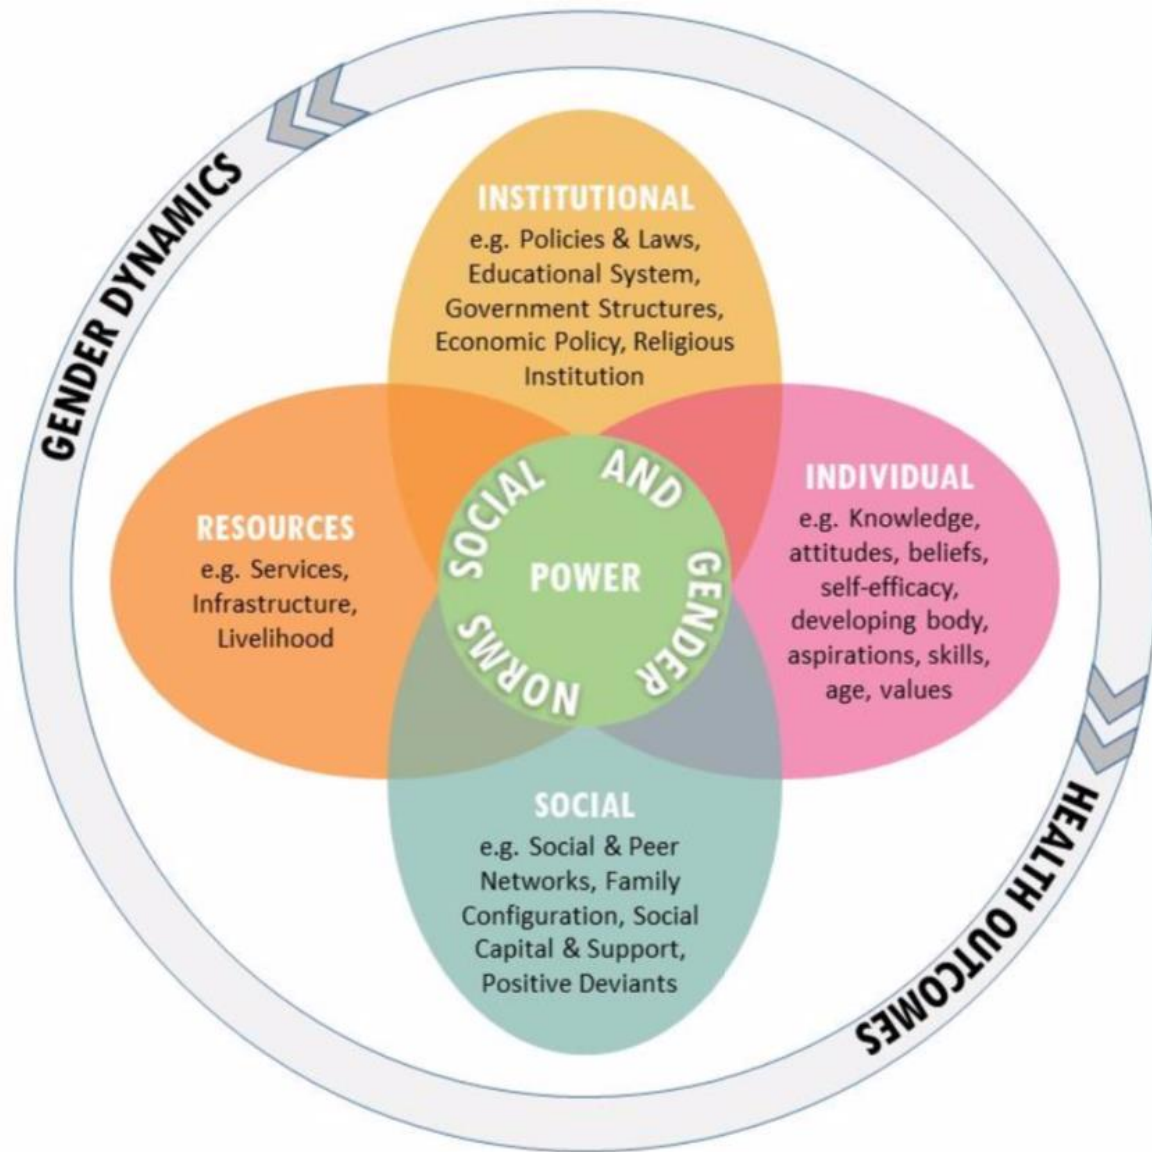 GENDER DYNAMICS
INSTITUTIONAL
e.g. Policies & Laws,
Educational System,
Government Structures,
Economic Policy, Religious
Institution
RESOURCES
e.g. Services,
Infrastructure,
Livelihood
SOCIAL AND GENDER NORMS
POWER
INDIVIDUAL
e.g. Knowledge,
attitudes, beliefs,
self-efficacy,
developing body,
aspirations, skills,
age, values
SOCIAL
e.g. Social & Peer
Networks, Family
Configuration, Social
Capital & Support,
Positive Deviants
HEALTH OUTCOMES